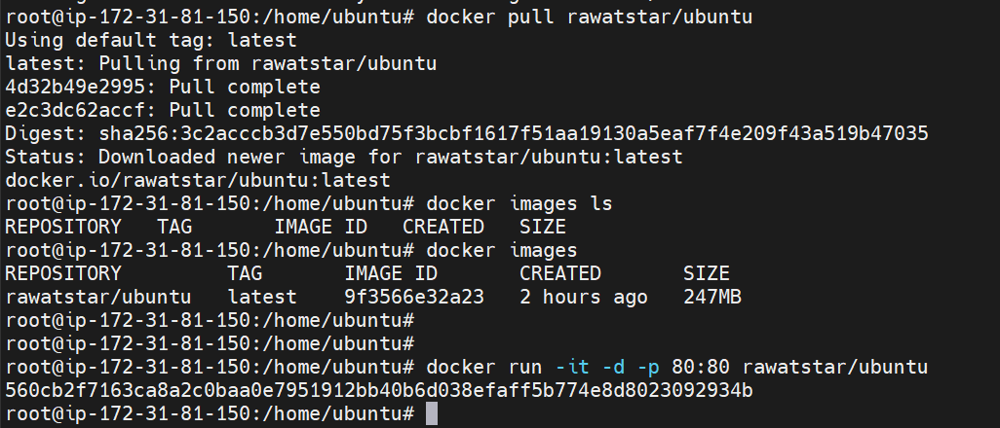 root@ip-172-31-81-150:/home/ubuntu# docker pull rawatstar/ubuntu
Using default tag: latest
latest: Pulling from rawatstar/ubuntu
4d32b49e2995: Pull complete
e2c3dc62accf: Pull complete
Digest: sha256:3c2acccb3d7e550bd75f3bcbf1617f51aa19130a5eaf7f4e209f43a519b47035
Status: Downloaded newer image for rawatstar/ubuntu:latest
docker.io/rawatstar/ubuntu:latest
root@ip-172-31-81-150:/home/ubuntu# docker images ls
REPOSITORY   TAG       IMAGE ID   CREATED   SIZE
root@ip-172-31-81-150:/home/ubuntu# docker images
REPOSITORY         TAG       IMAGE ID       CREATED       SIZE
rawatstar/ubuntu   latest    9f3566e32a23   2 hours ago   247MB
root@ip-172-31-81-150:/home/ubuntu#
root@ip-172-31-81-150:/home/ubuntu#
root@ip-172-31-81-150:/home/ubuntu# docker run -it -d -p 80:80 rawatstar/ubuntu
560cb2f7163ca8a2c0baa0e7951912bb40b6d038efaff5b774e8d8023092934b
root@ip-172-31-81-150:/home/ubuntu#